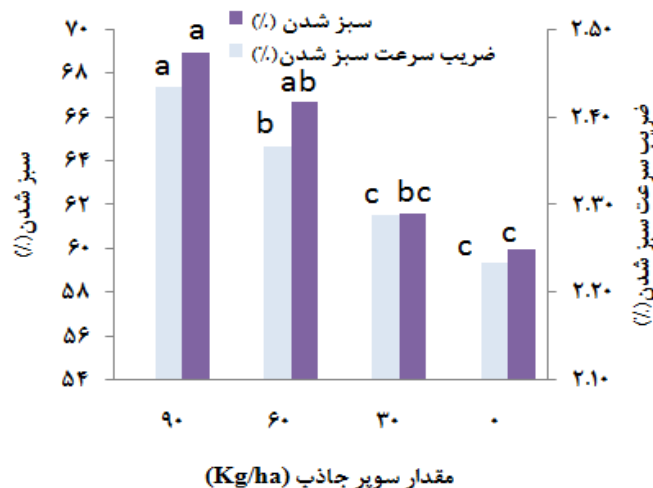 سبز شدن (٪)
ضریب سرعت سبز شدن(٪)
سبز شدن(٪)
۷۰
۶۸
۶۶
۶۴
۶۲
۶۰
۵۸
۵۶
۵۴
a a
b ab
c bc
c c
۲.۵۰
۲.۴۰
۲.۳۰
۲.۲۰
۲.۱۰
ضریب سرعت سبز شدن(٪)
۹۰ ۶۰ ۳۰ ۰
مقدار سوپر جاذب (Kg/ha)